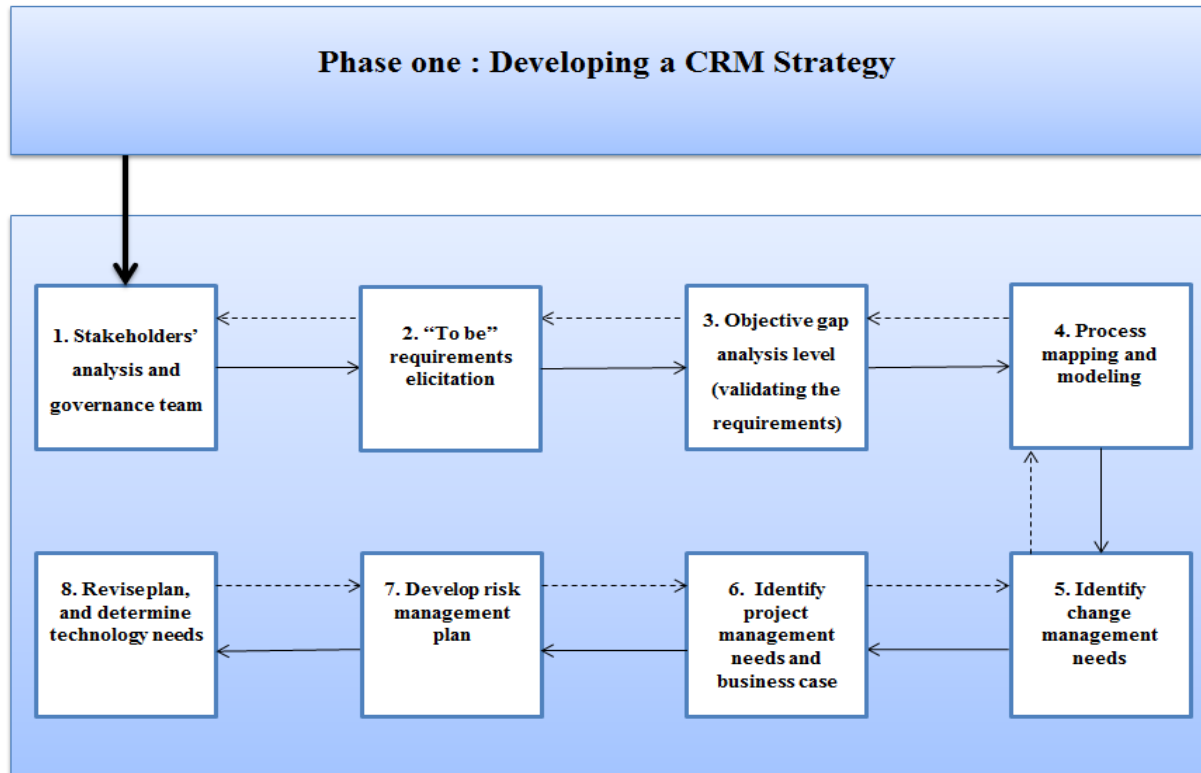 Phase one : Developing a CRM Strategy
1. Stakeholders’
analysis and
governance team
2. “To be”
requirements
elicitation
3. Objective gap
analysis level
(validating the
requirements)
4. Process
mapping and
modeling
8. Revise plan,
and determine
technology needs
7. Develop risk
management
plan
6. Identify
project
management
needs and
business case
5. Identify
change
management
needs